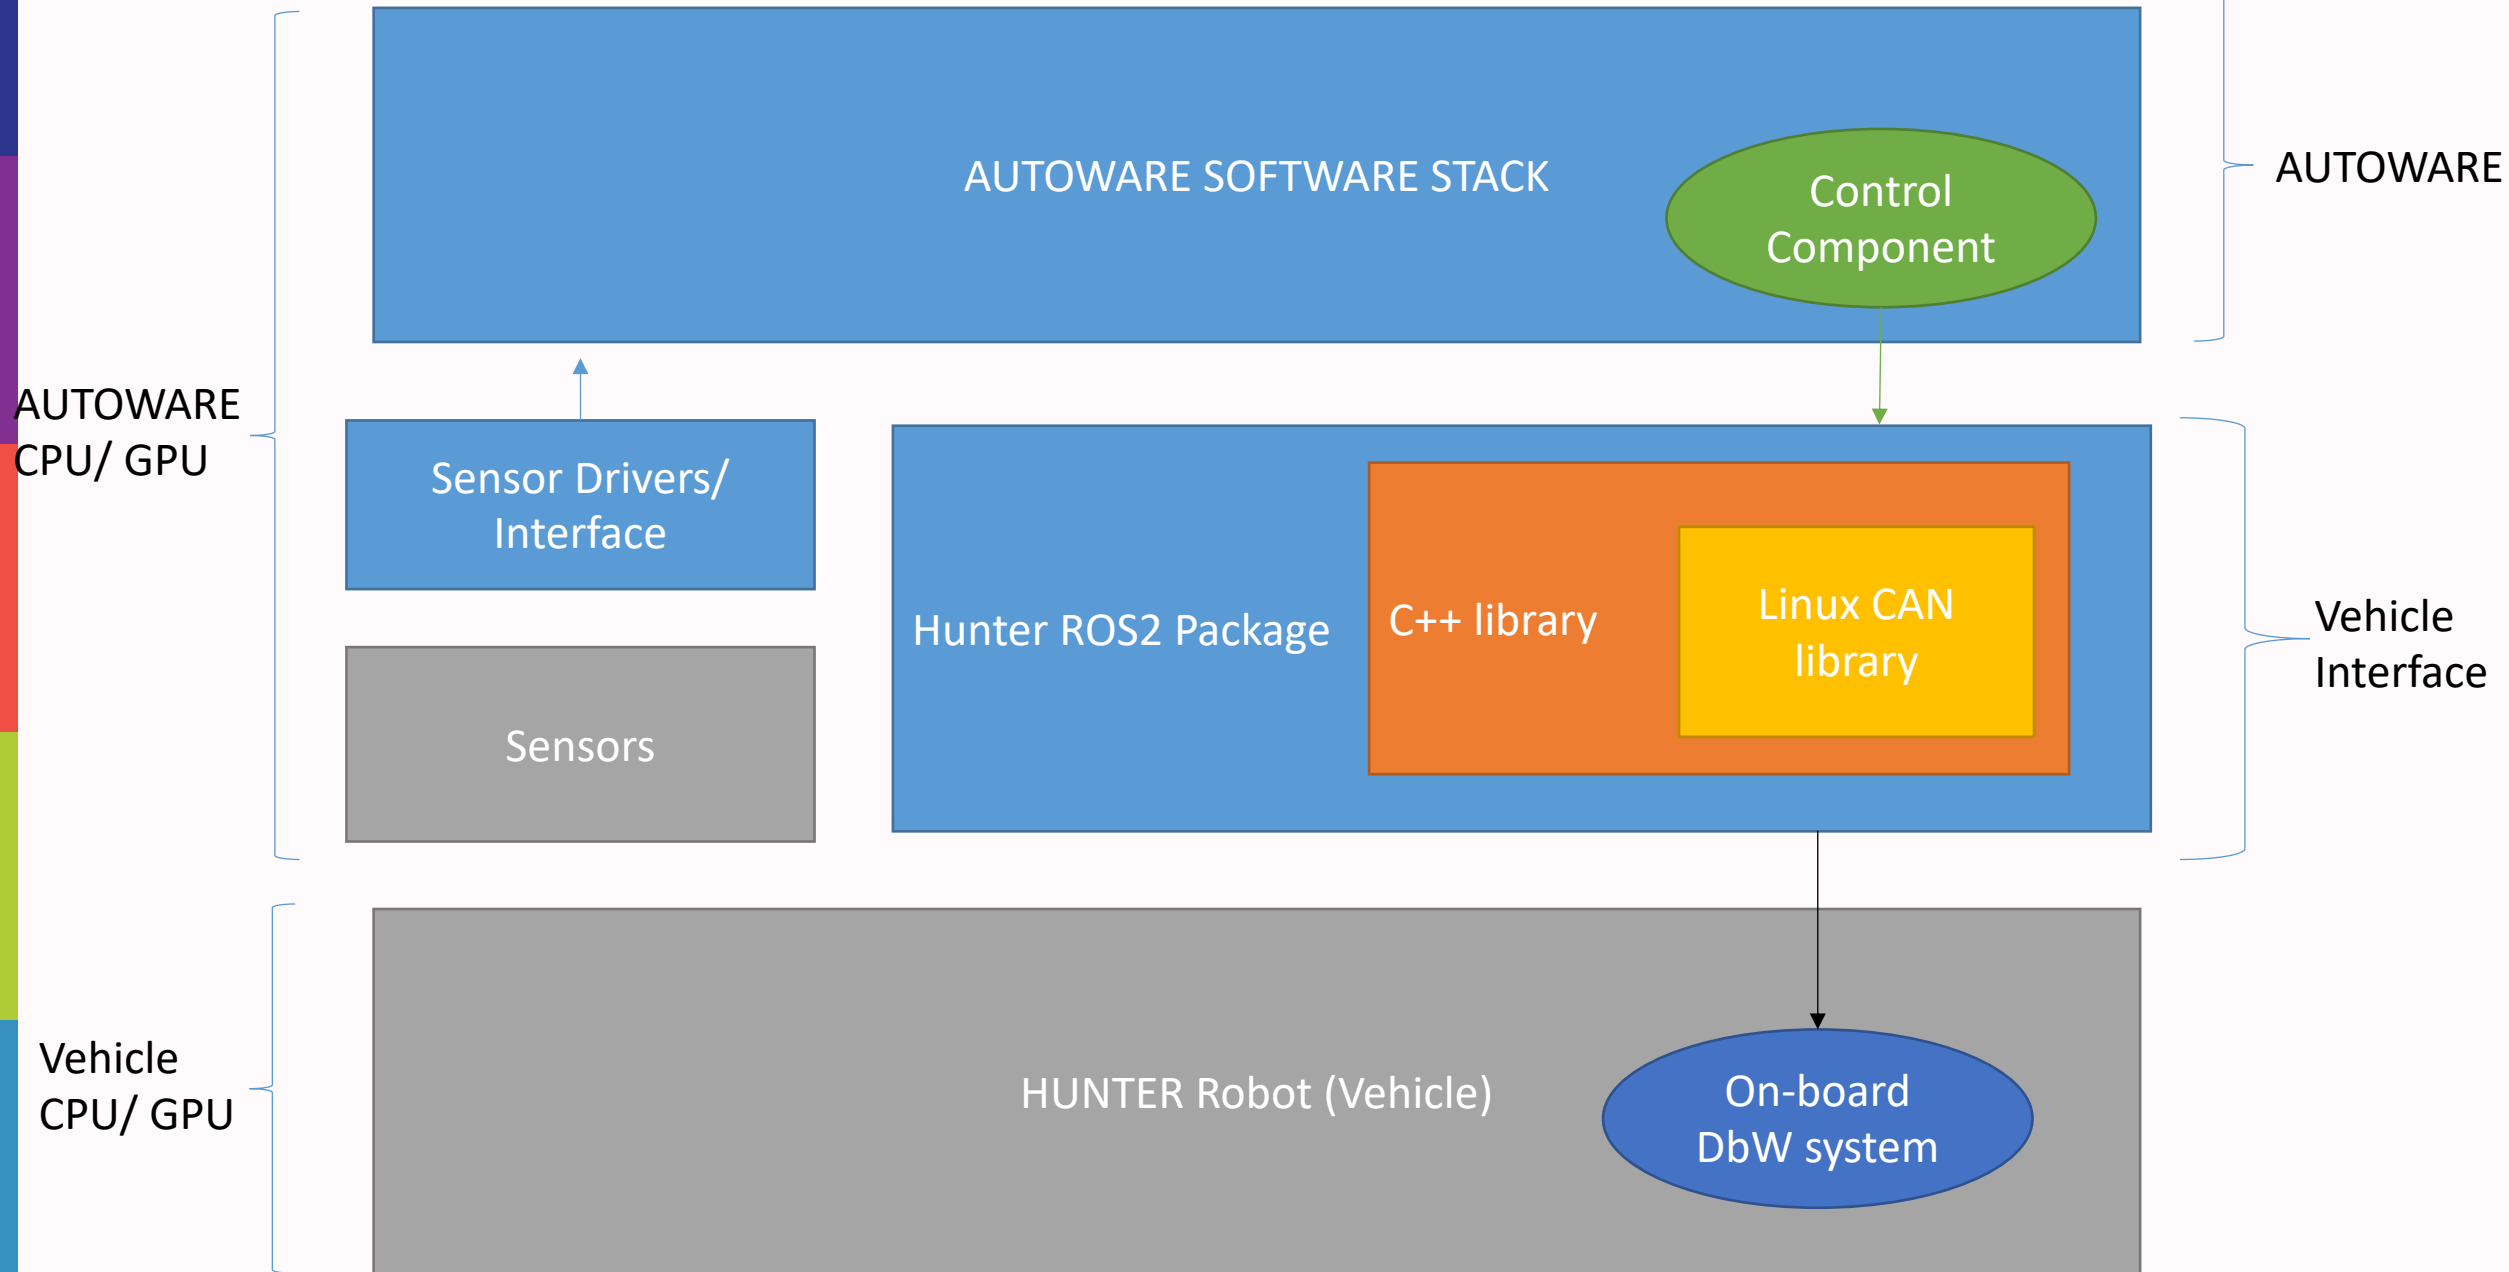 AUTOWARE SOFTWARE STACK
Control
Component
AUTOWARE
AUTOWARE
CPU/ GPU
Sensor Drivers/
Interface
Sensors
Hunter ROS2 Package
C++ library
Linux CAN
library
Vehicle
Interface
Vehicle
CPU/ GPU
HUNTER Robot (Vehicle)
On-board
DbW system